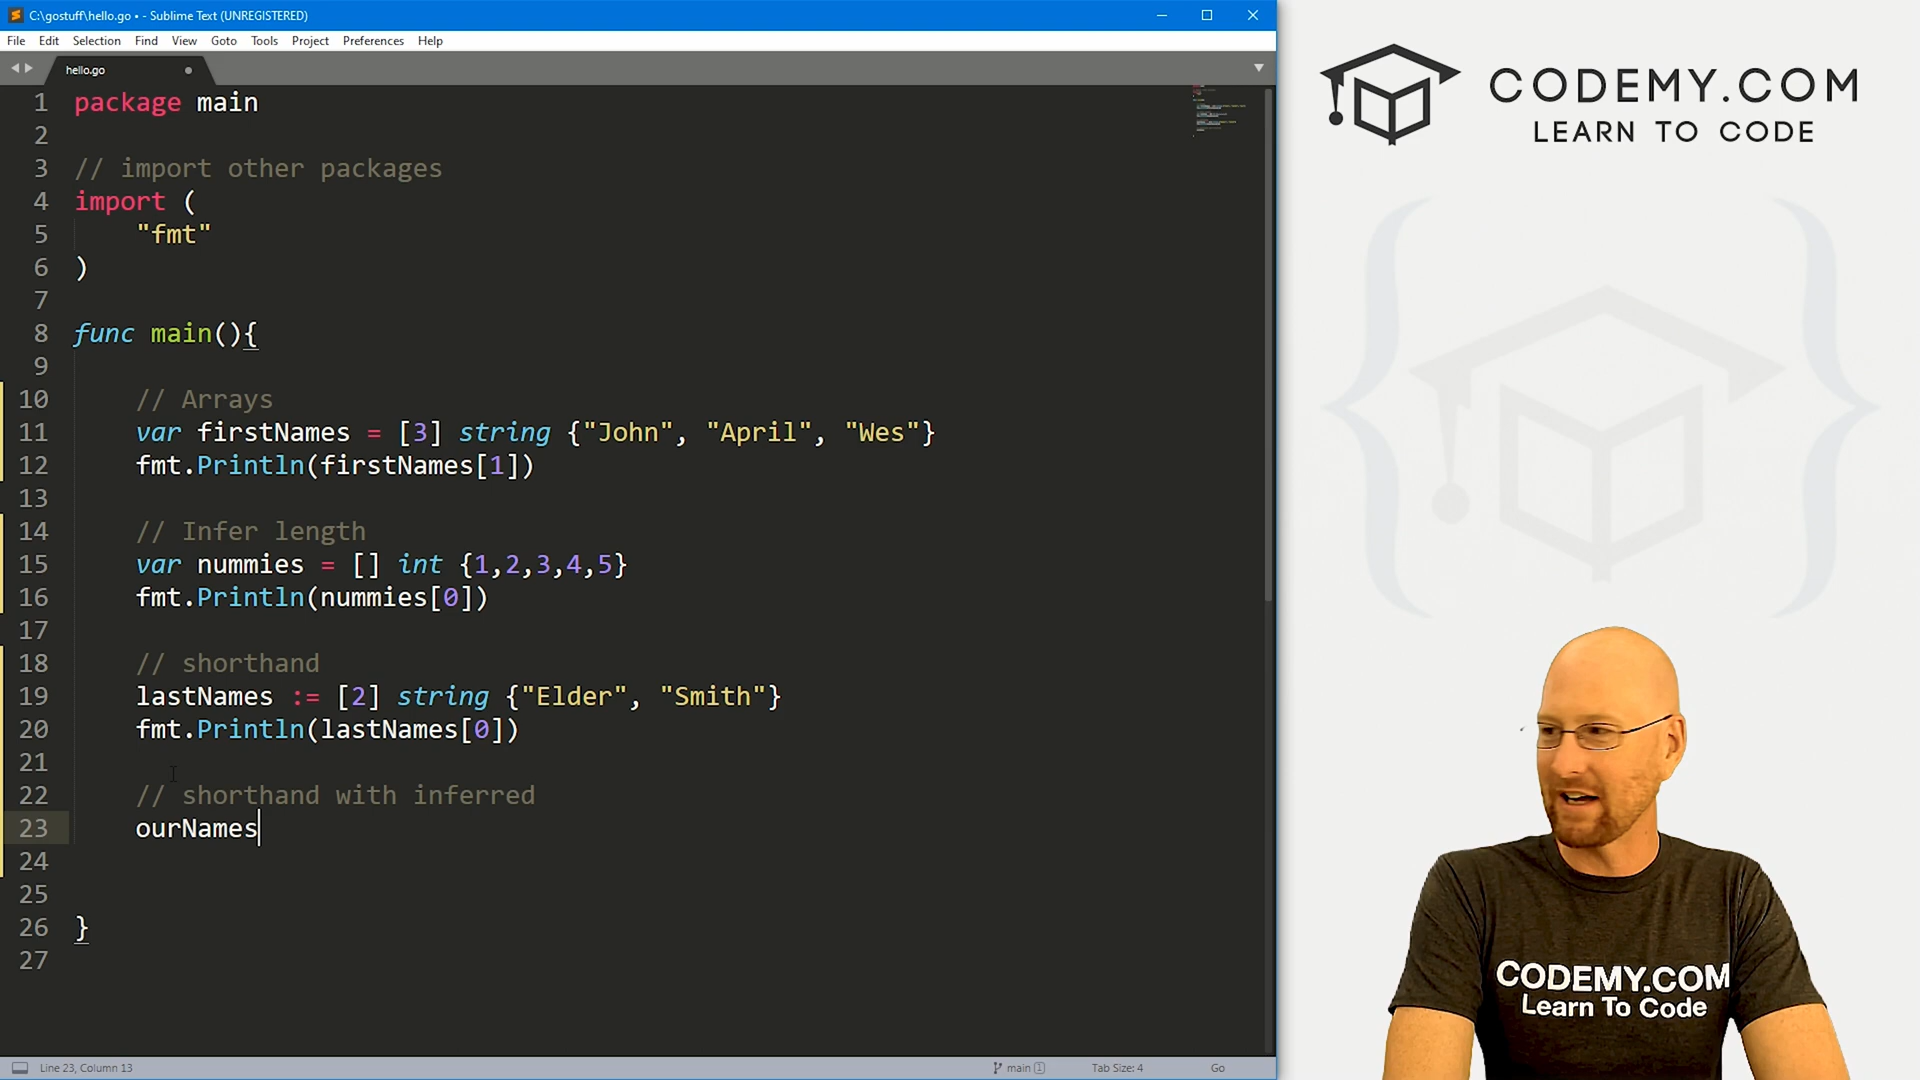 C:\gostuff\hello.go • - Sublime Text (UNREGISTERED)
File Edit Selection Find View Goto Tools Project Preferences Help
hello.go
1 package main
2
3 // import other packages
4 import (
5 "fmt"
6 )
7
8 func main(){
9
10 // Arrays
11 var firstNames = [3] string {"John", "April", "Wes"}
12 fmt.Println(firstNames[1])
13
14 // Infer length
15 var nummies = [] int {1,2,3,4,5}
16 fmt.Println(nummies[0])
17
18 // shorthand
19 lastNames := [2] string {"Elder", "Smith"}
20 fmt.Println(lastNames[0])
21
22 // shorthand with inferred
23 ourNames
24
25
26 }
27
Line 23, Column 13
main 1
Tab Size: 4
Go
CODEMY.COM
LEARN TO CODE
CODEMY.COM
Learn To Code